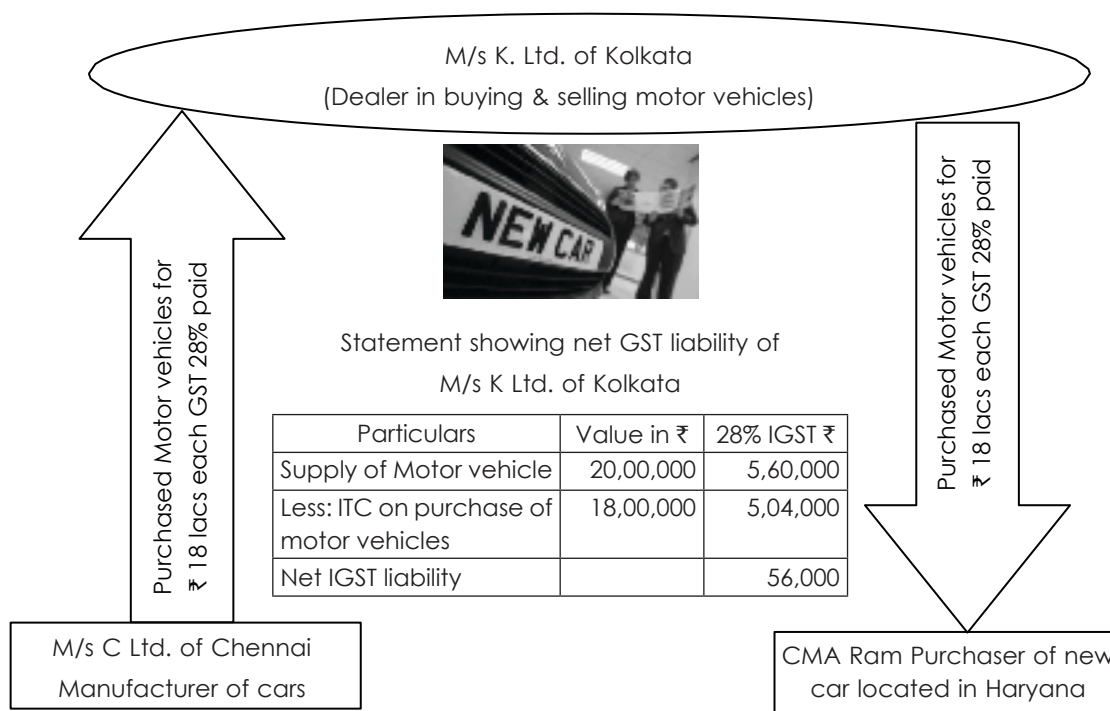 M/s K. Ltd. of Kolkata
(Dealer in buying & selling motor vehicles)
Purchased Motor vehicles for
₹ 18 lacs each GST 28% paid
NEW CAR
Statement showing net GST liability of
M/s K Ltd. of Kolkata
Particulars Value in ₹ 28% IGST ₹
Supply of Motor vehicle 20,00,000 5,60,000
Less: ITC on purchase of 18,00,000 5,04,000
motor vehicles
Net IGST liability 56,000
Purchased Motor vehicles for
₹ 18 lacs each GST 28% paid
M/s C Ltd. of Chennai
Manufacturer of cars
CMA Ram Purchaser of new
car located in Haryana